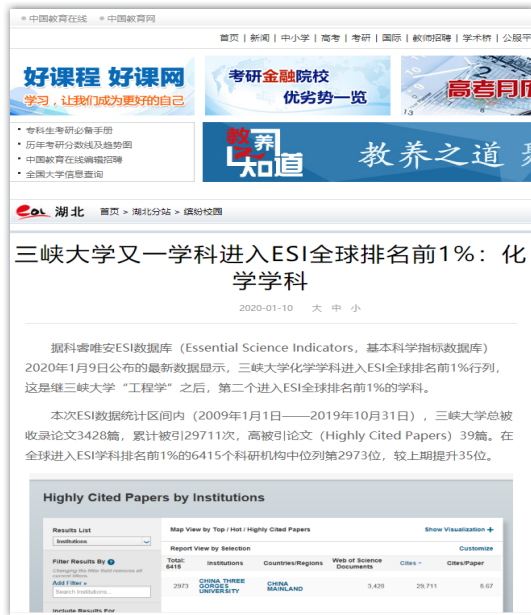 中国教育在线 中国教育网
首页 | 新闻 | 中小学 | 高考 | 考研 | 国际 | 教师招聘 | 学术桥 | 公服平
好课程 好课网
学习，让我们成为更好的自己
考研金融院校
优劣势一览
高考月历
专科生考研必备手册
历年考研分数线及趋势图
中国教育在线编辑招聘
全国大学信息查询
教养知道
教养之道
eol 湖北 首页 > 湖北分站 > 缤纷校园
三峡大学又一学科进入ESI全球排名前1%：化
学学科
2020-01-10 大 中 小
据科睿唯安ESI数据库（Essential Science Indicators，基本科学指标数据库）
2020年1月9日公布的最新数据显示，三峡大学化学学科进入ESI全球排名前1%行列，
这是继三峡大学“工程学”之后，第二个进入ESI全球排名前1%的学科。
本次ESI数据统计区间内（2009年1月1日——2019年10月31日），三峡大学总被
收录论文3428篇，累计被引29711次，高被引论文（Highly Cited Papers）39篇。在
全球进入ESI学科排名前1%的6415个科研机构中位列第2973位，较上期提升35位。
Highly Cited Papers by Institutions
Results List
Institutions
Map View by Top / Hot / Highly Cited Papers Show Visualization +
Report View by Selection Customize
Filter Results By
Changing the filter field removes all
current filters.
Add Filter »
Search Institutions...
Include Results For
Total: 6415 Institutions Countries/Regions Web of Science Documents Cites Cites/Paper
2973 CHINA THREE GORGES UNIVERSITY CHINA MAINLAND 3,428 29,711 8.67